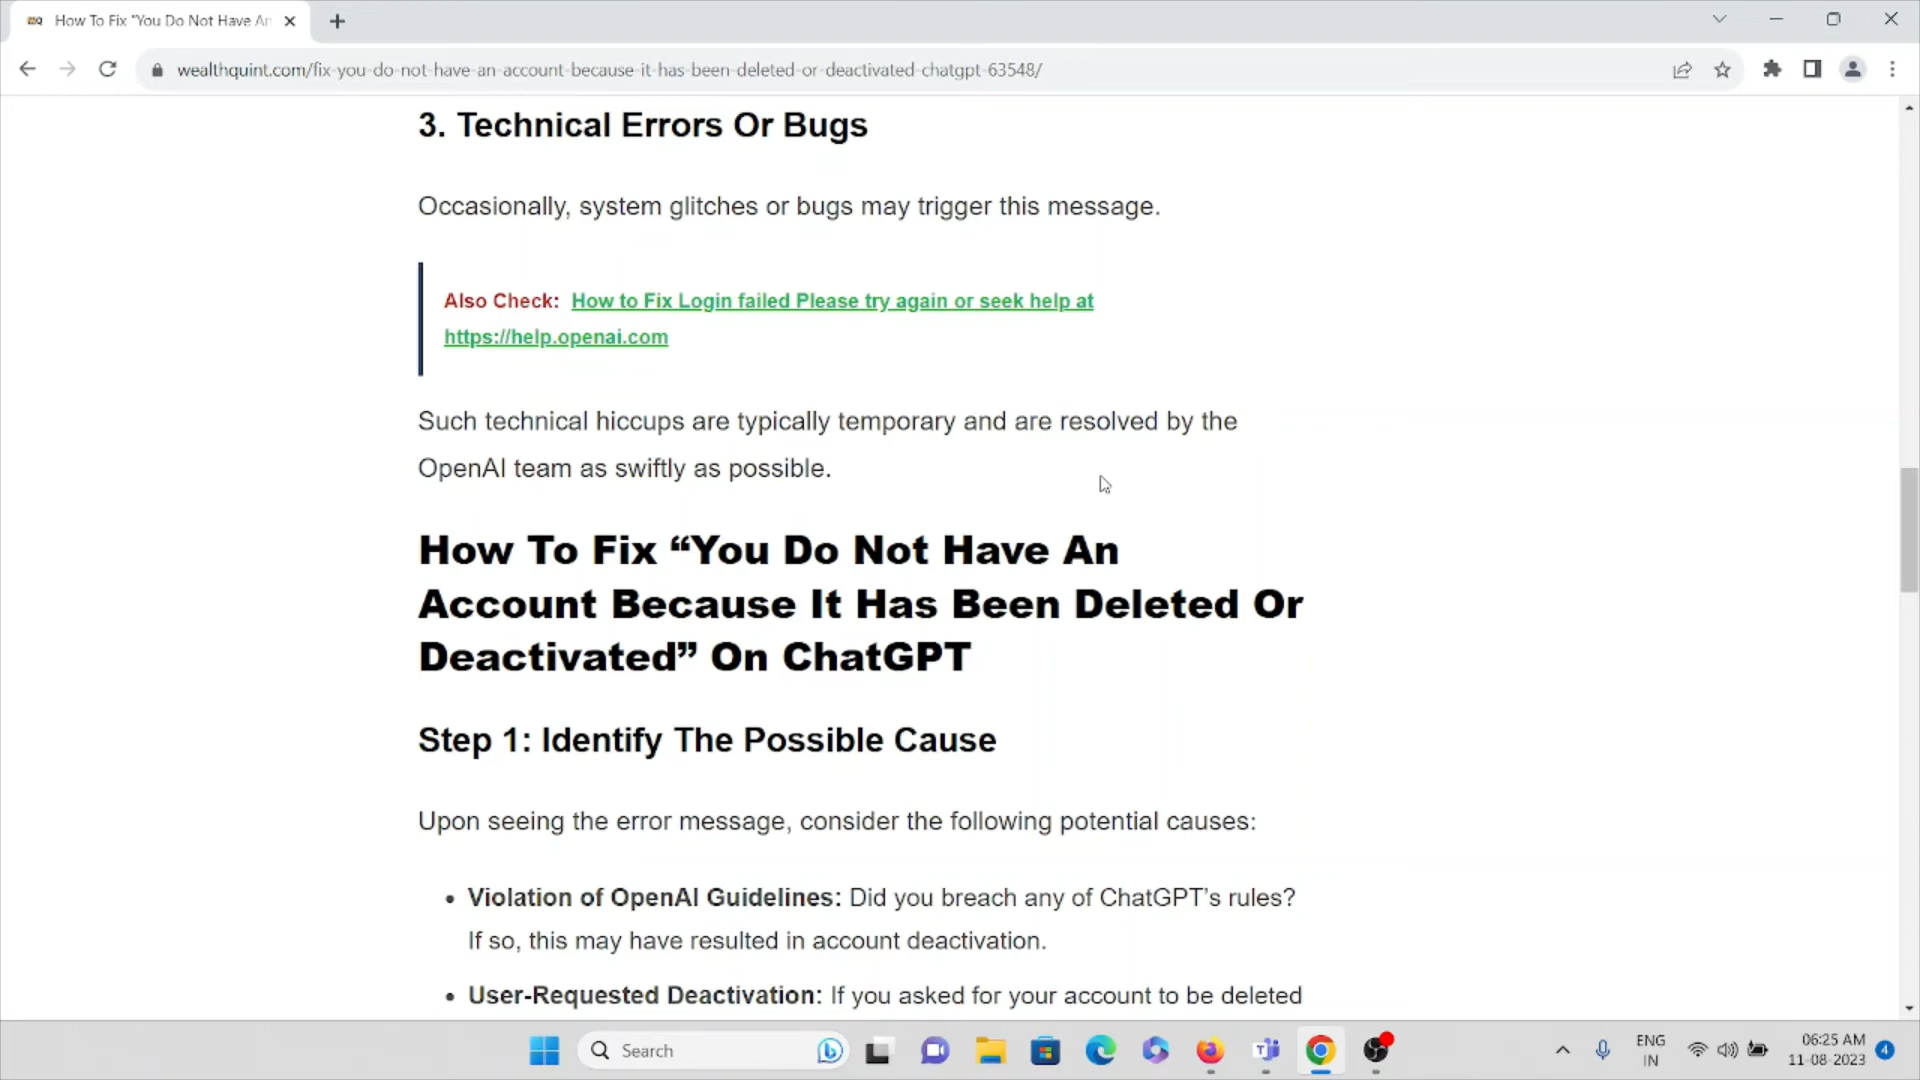 How To Fix "You Do Not Have An
wealthquint.com/fix-you-do-not-have-an-account-because-it-has-been-deleted-or-deactivated-chatgpt-63548/
3. Technical Errors Or Bugs
Occasionally, system glitches or bugs may trigger this message.
Also Check: How to Fix Login failed Please try again or seek help at
https://help.openai.com
Such technical hiccups are typically temporary and are resolved by the
OpenAI team as swiftly as possible.
How To Fix “You Do Not Have An
Account Because It Has Been Deleted Or
Deactivated” On ChatGPT
Step 1: Identify The Possible Cause
Upon seeing the error message, consider the following potential causes:
• Violation of OpenAI Guidelines: Did you breach any of ChatGPT’s rules?
If so, this may have resulted in account deactivation.
• User-Requested Deactivation: If you asked for your account to be deleted
Search
ENG
IN
06:25 AM
11-08-2023
4